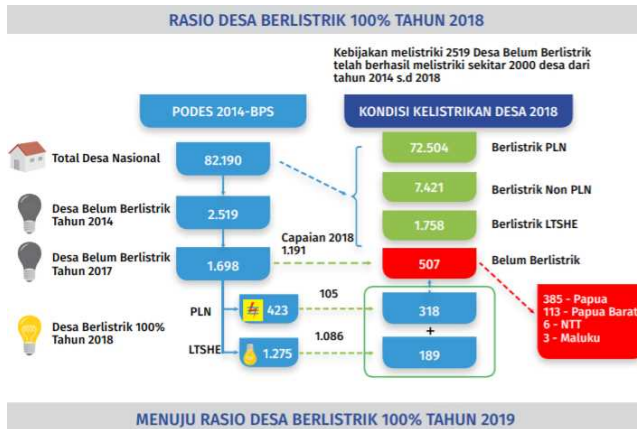 RASIO DESA BERLISTRIK 100% TAHUN 2018
Kebijakan melistriki 2519 Desa Belum Berlistrik
telah berhasil melistriki sekitar 2000 desa dari
tahun 2014 s.d 2018
PODES 2014-BPS
KONDISI KELISTRIKAN DESA 2018
Total Desa Nasional
82.190
72.504
Berlistrik PLN
7.421
Berlistrik Non PLN
Desa Belum Berlistrik
Tahun 2014
2.519
1.758
Berlistrik LTSHE
Desa Belum Berlistrik
Tahun 2017
1.698
Capaian 2018
1.191
507
Belum Berlistrik
385 - Papua
113 - Papua Barat
6 - NTT
3 - Maluku
Desa Berlistrik 100%
Tahun 2018
PLN
423
105
318
+
LTSHE
1.275
1.086
189
MENUJU RASIO DESA BERLISTRIK 100% TAHUN 2019